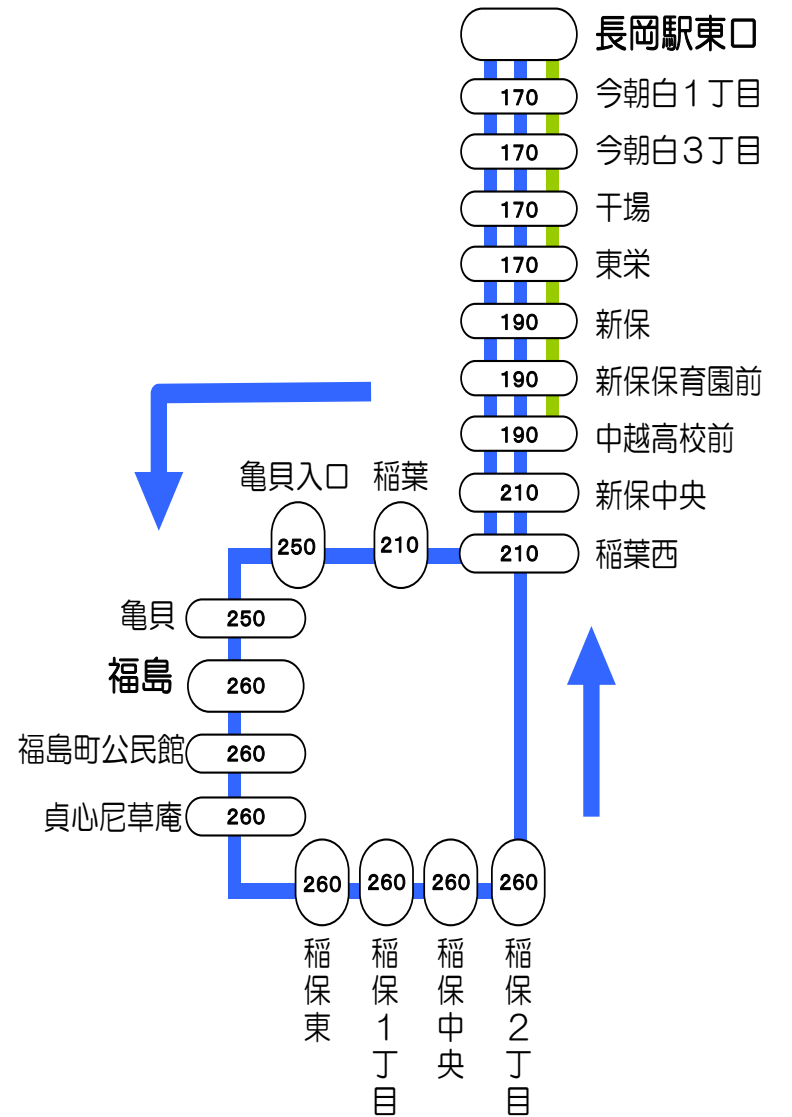 長岡駅東口
170 今朝白1丁目
170 今朝白3丁目
170 干場
170 東栄
190 新保
190 新保保育園前
190 中越高校前
210 新保中央
210 稲葉西
亀貝入口 稲葉
250 210
亀貝 250
福島 260
福島町公民館 260
貞心尼草庵 260
260 260 260 260
稲保東
稲保1丁目
稲保中央
稲保2丁目